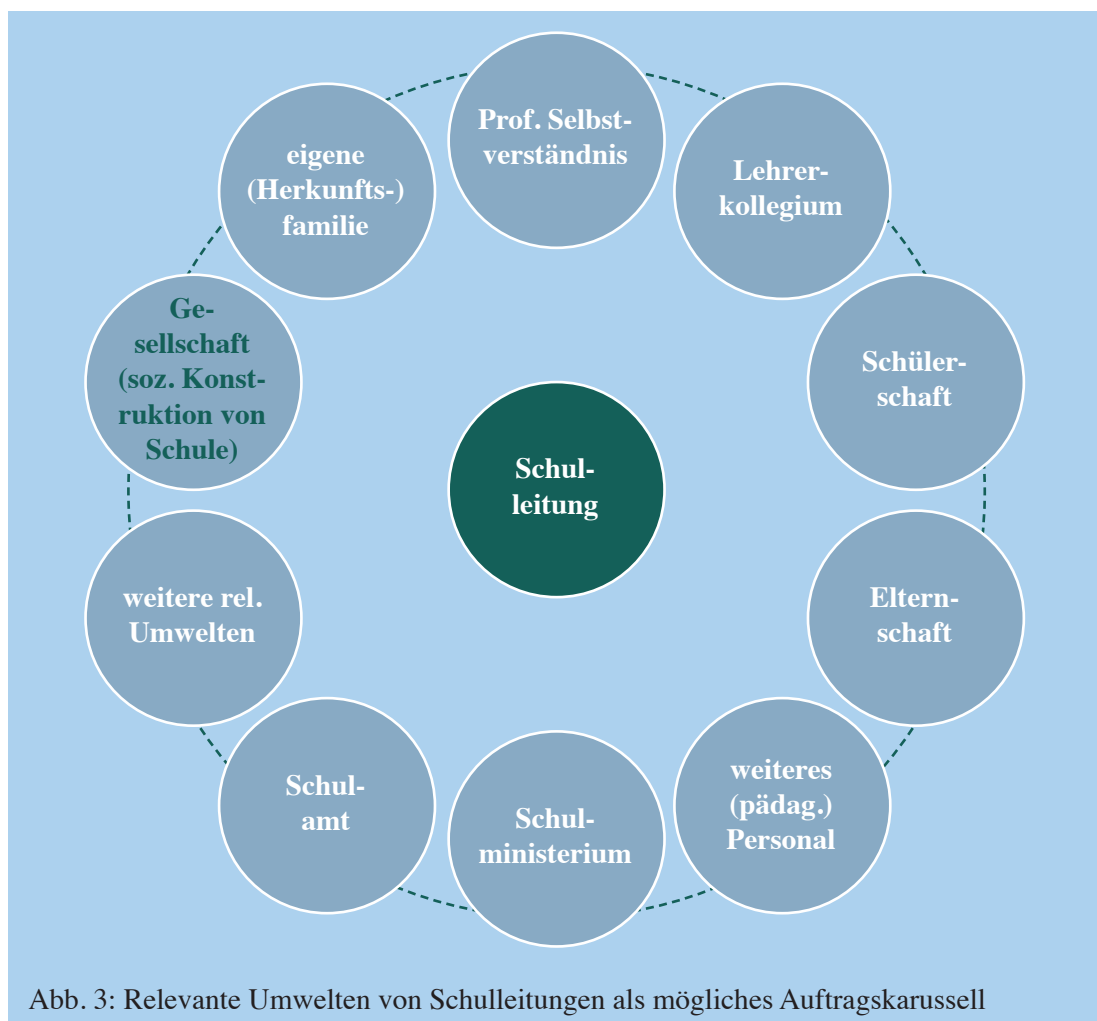 Prof. Selbst-
verständnis
Lehrer-
kollegium
Schüler-
schaft
Eltern-
schaft
weiteres
(pädag.)
Personal
Schul-
ministerium
Schul-
amt
weitere rel.
Umwelten
Ge-
sellschaft
(soz. Konst-
ruktion von
Schule)
eigene
(Herkunfts-)
familie
Schul-
leitung
Abb. 3: Relevante Umwelten von Schulleitungen als mögliches Auftragskarussell